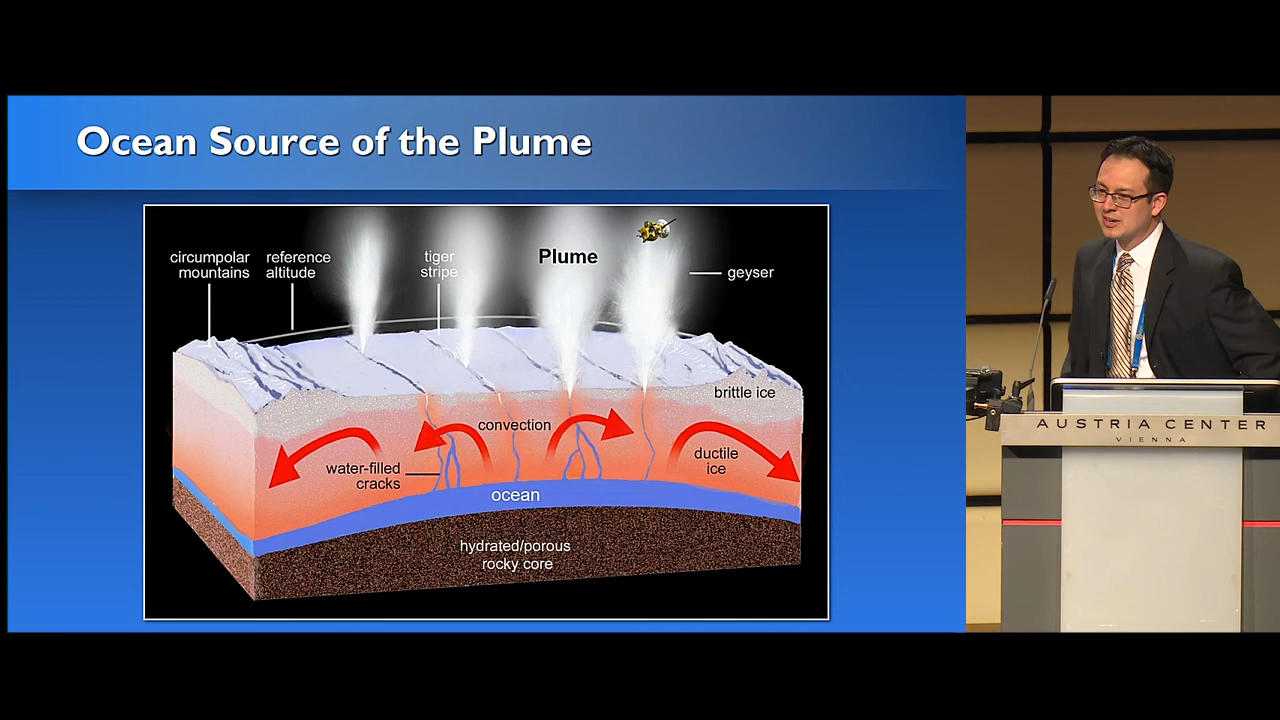 Ocean Source of the Plume
circumpolar
mountains
reference
altitude
tiger
stripe
Plume
geyser
brittle ice
convection
ductile
ice
water-filled
cracks
ocean
hydrated/porous
rocky core
AUSTRIA CENTER
VIENNA